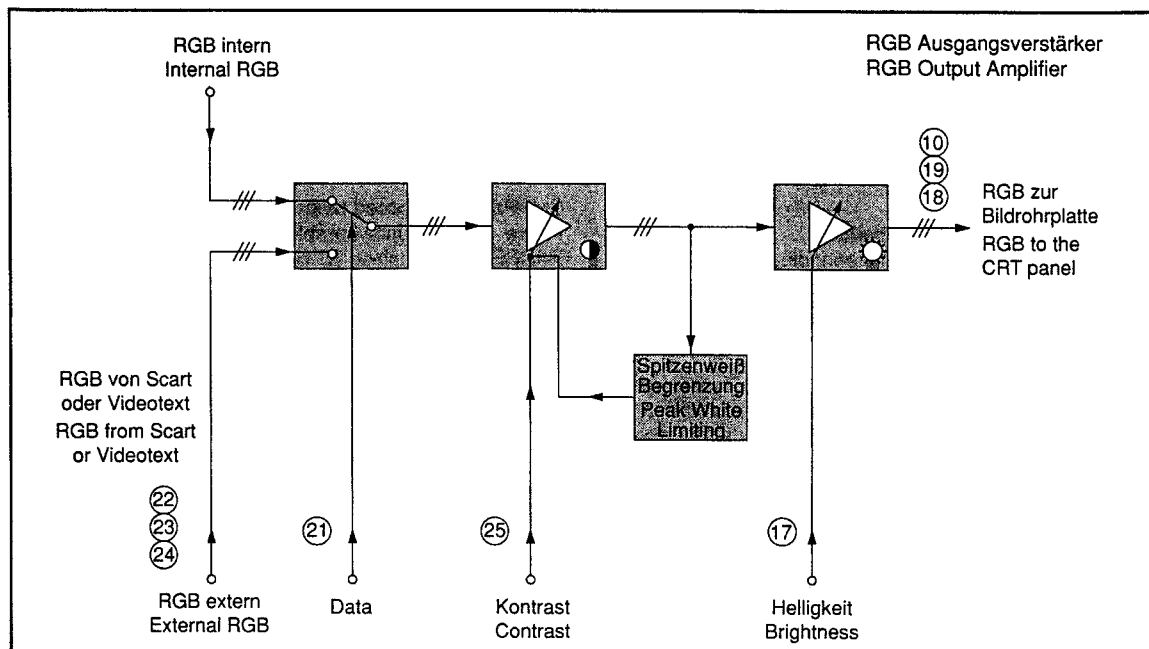 RGB intern
Internal RGB
RGB Ausgangsverstärker
RGB Output Amplifier
10
19
18
RGB zur
Bildrohrplatte
RGB to the
CRT panel
Spitzenweiß
Begrenzung
Peak White
Limiting
RGB von Scart
oder Videotext
RGB from Scart
or Videotext
22
23
24
21
25
17
RGB extern
External RGB
Data
Kontrast
Contrast
Helligkeit
Brightness